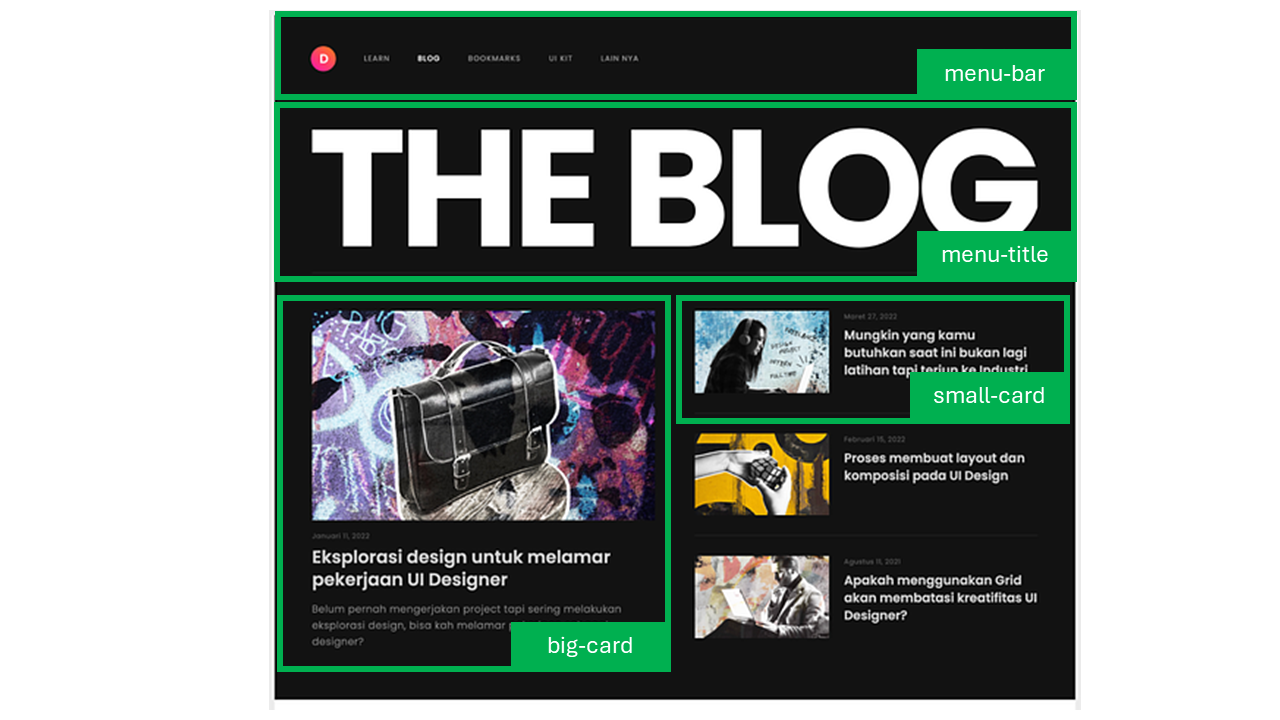 D LEARN BLOG BOOKMARKS UI KIT LAIN NYA
menu-bar
THE BLOG
menu-title
Januari 11, 2022
Eksplorasi design untuk melamar
pekerjaan UI Designer
Belum pernah mengerjakan project tapi sering melakukan
eksplorasi design, bisa kah melamar
designer?
big-card
Maret 27, 2022
Mungkin yang kamu
butuhkan saat ini bukan lagi
latihan tapi terjun ke Industri
small-card
Februari 15, 2022
Proses membuat layout dan
komposisi pada UI Design
Agustus 11, 2021
Apakah menggunakan Grid
akan membatasi kreatifitas UI
Designer?